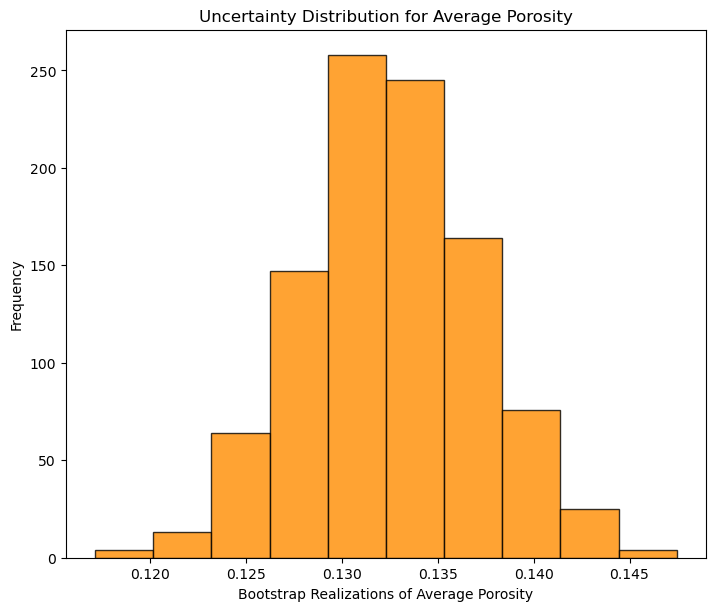 Uncertainty Distribution for Average Porosity
250
200
150
100
50
0
Frequency
0.120 0.125 0.130 0.135 0.140 0.145
Bootstrap Realizations of Average Porosity